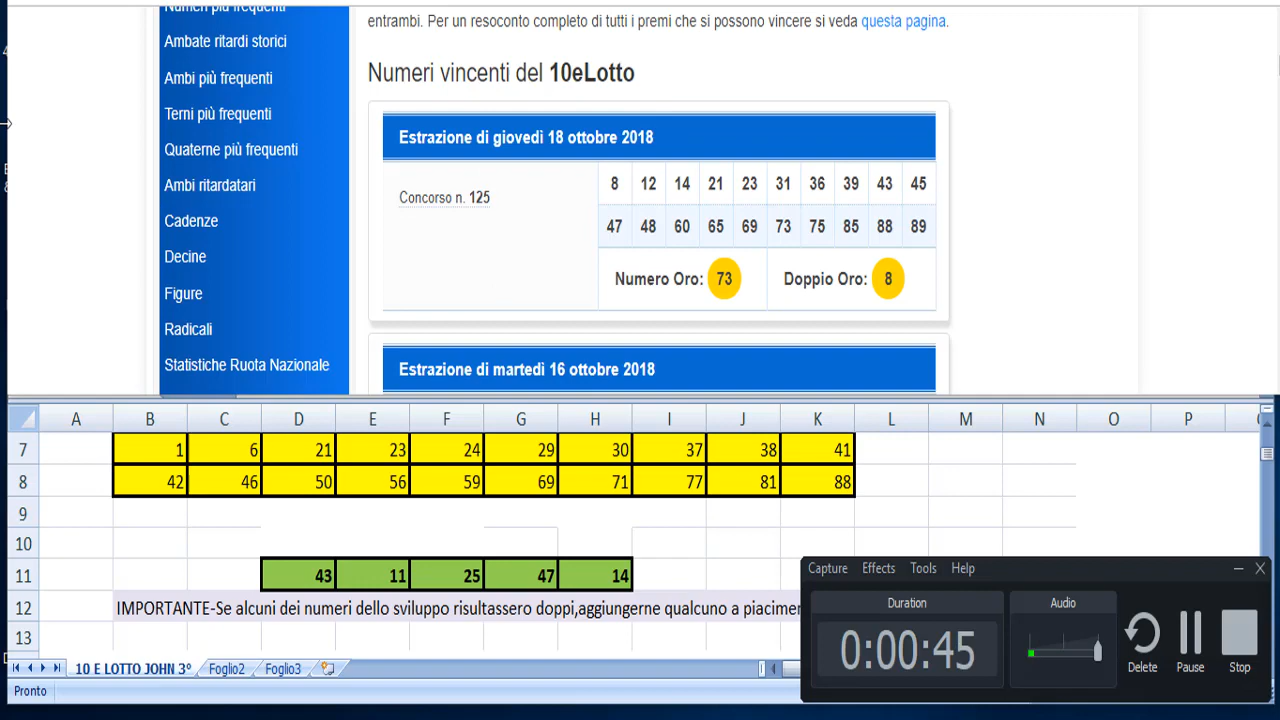 Numeri più frequenti
entrambi. Per un resoconto completo di tutti i premi che si possono vincere si veda questa pagina.
Ambate ritardi storici
Ambi più frequenti
Terni più frequenti
Quaterne più frequenti
Ambi ritardatari
Cadenze
Decine
Figure
Radicali
Statistiche Ruota Nazionale
Numeri vincenti del 10eLotto
Estrazione di giovedì 18 ottobre 2018
Concorso n. 125
8 12 14 21 23 31 36 39 43 45
47 48 60 65 69 73 75 85 88 89
Numero Oro: 73 Doppio Oro: 8
Estrazione di martedì 16 ottobre 2018
A B C D E F G H I J K L M N O P
7 1 6 21 23 24 29 30 37 38 41
8 42 46 50 56 59 69 71 77 81 88
9
10
11 43 11 25 47 14
12 IMPORTANTE-Se alcuni dei numeri dello sviluppo risultassero doppi,aggiungerne qualcuno a piacimen
13
10 E LOTTO JOHN 3° Foglio2 Foglio3
Pronto
Capture Effects Tools Help
Duration
0:00:45
Audio
Delete Pause Stop